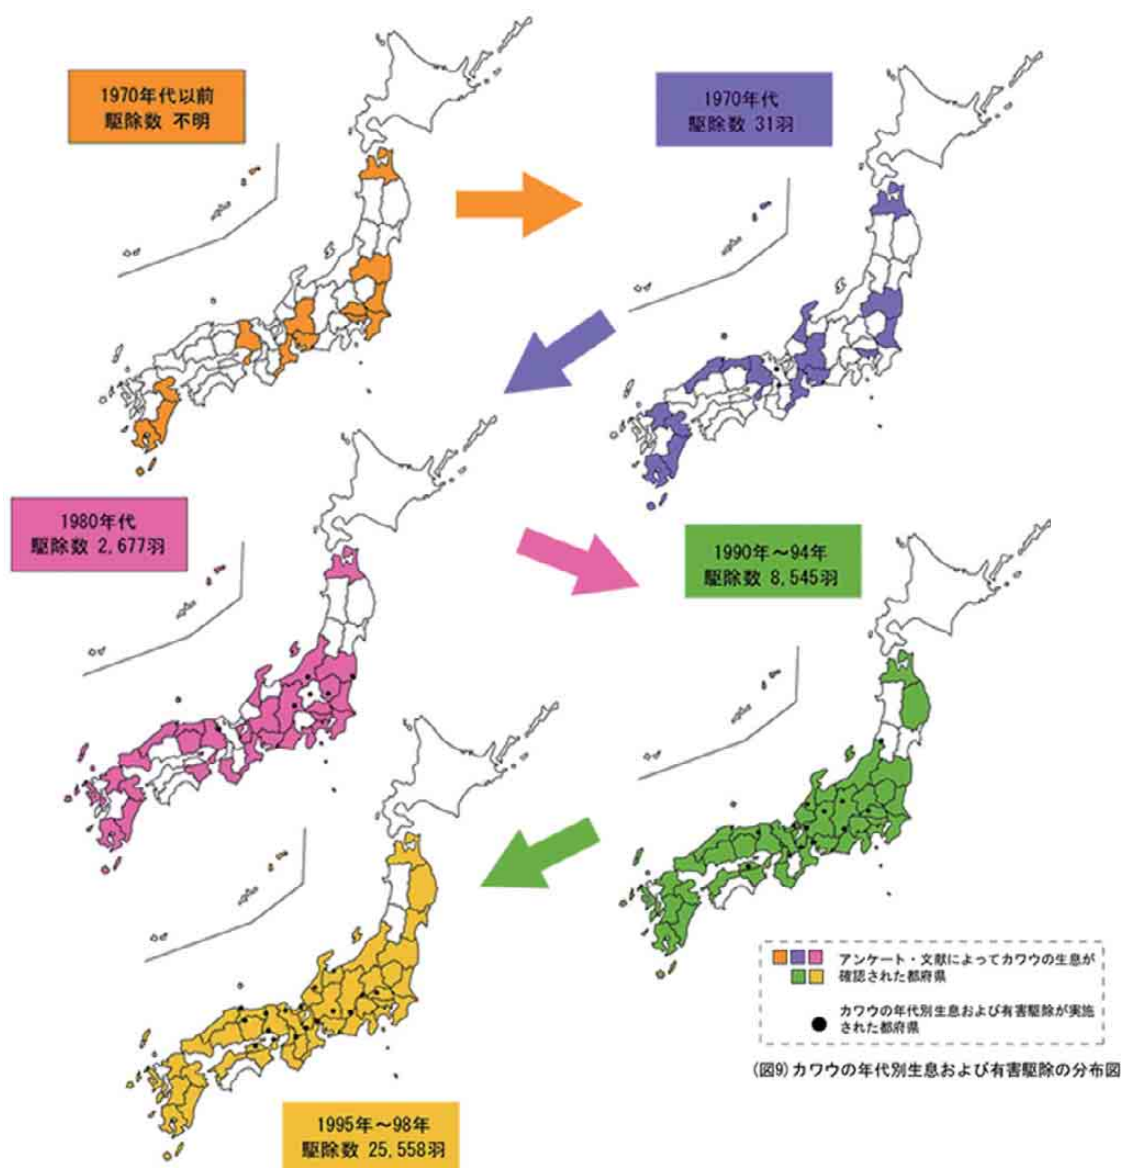 1970年代以前
駆除数 不明
1970年代
駆除数 31羽
1980年代
駆除数 2,677羽
1990年～94年
駆除数 8,545羽
1995年～98年
駆除数 25,558羽
アンケート・文献によってカワウの生息が
確認された都府県
カワウの年代別生息および有害駆除が実施
された都府県
(図9)カワウの年代別生息および有害駆除の分布図